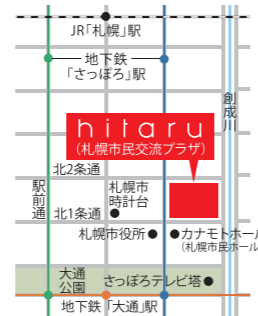 JR「札幌」駅
地下鉄
「さっぽろ」駅
創成川
hitaru
(札幌市民交流プラザ)
北2条通
駅前通
札幌市
時計台
北1条通
札幌市役所
カナモトホール
(札幌市民ホール
大通
公園
さっぽろテレビ塔
地下鉄「大通」駅